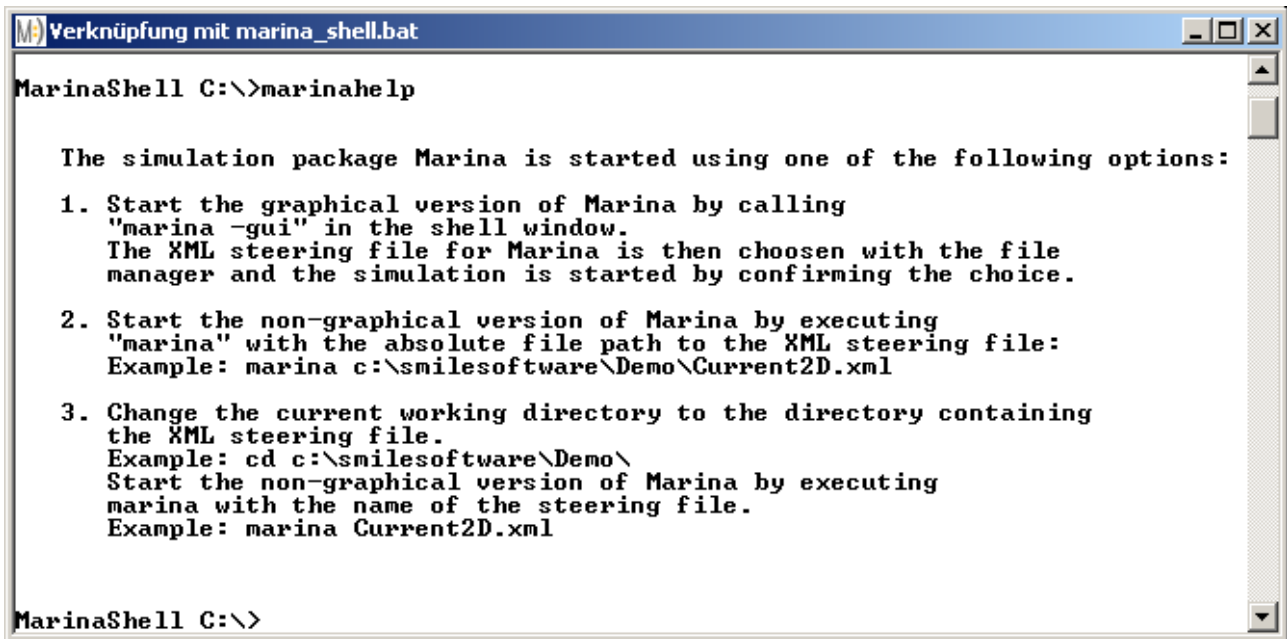 M:) Verknüpfung mit marina_shell.bat
MarinaShell C:\>marinahelp
The simulation package Marina is started using one of the following options:
1. Start the graphical version of Marina by calling
"marina -gui" in the shell window.
The XML steering file for Marina is then choosen with the file
manager and the simulation is started by confirming the choice.
2. Start the non-graphical version of Marina by executing
"marina" with the absolute file path to the XML steering file:
Example: marina c:\smilesoftware\Demo\Current2D.xml
3. Change the current working directory to the directory containing
the XML steering file.
Example: cd c:\smilesoftware\Demo\
Start the non-graphical version of Marina by executing
marina with the name of the steering file.
Example: marina Current2D.xml
MarinaShell C:\>